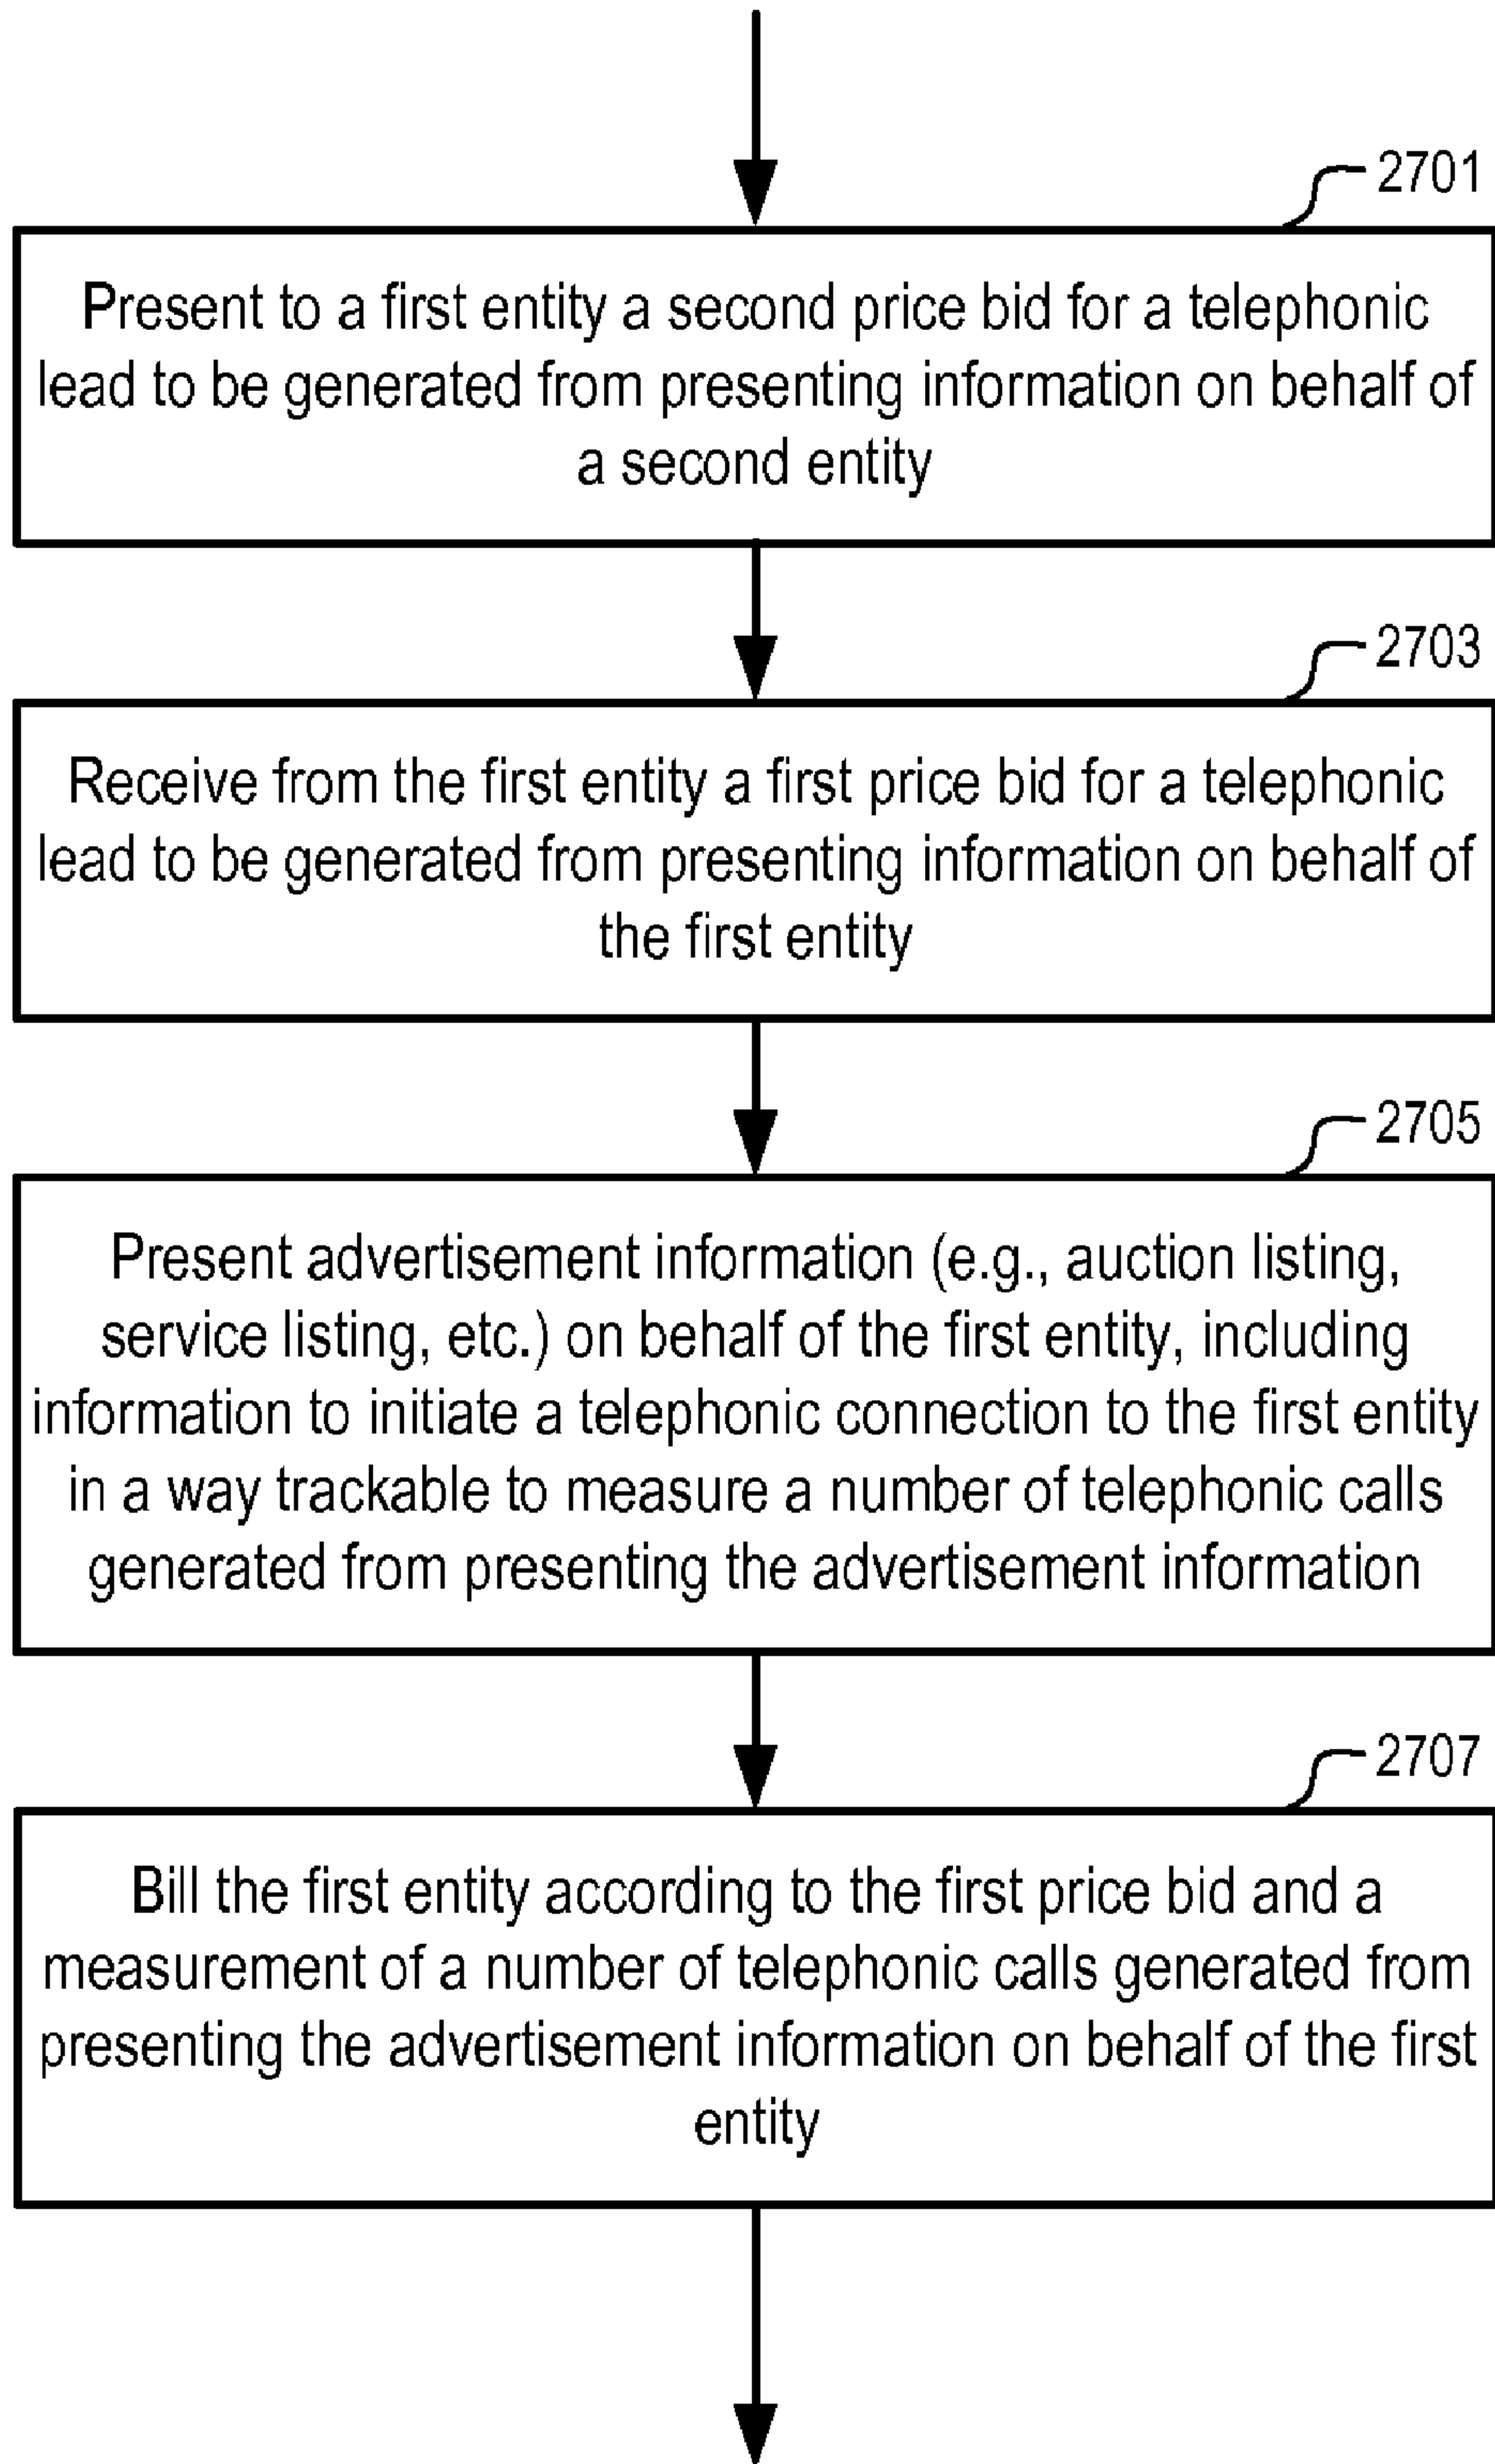 2701
Present to a first entity a second price bid for a telephonic
lead to be generated from presenting information on behalf of
a second entity
2703
Receive from the first entity a first price bid for a telephonic
lead to be generated from presenting information on behalf of
the first entity
2705
Present advertisement information (e.g., auction listing,
service listing, etc.) on behalf of the first entity, including
information to initiate a telephonic connection to the first entity
in a way trackable to measure a number of telephonic calls
generated from presenting the advertisement information
2707
Bill the first entity according to the first price bid and a
measurement of a number of telephonic calls generated from
presenting the advertisement information on behalf of the first
entity